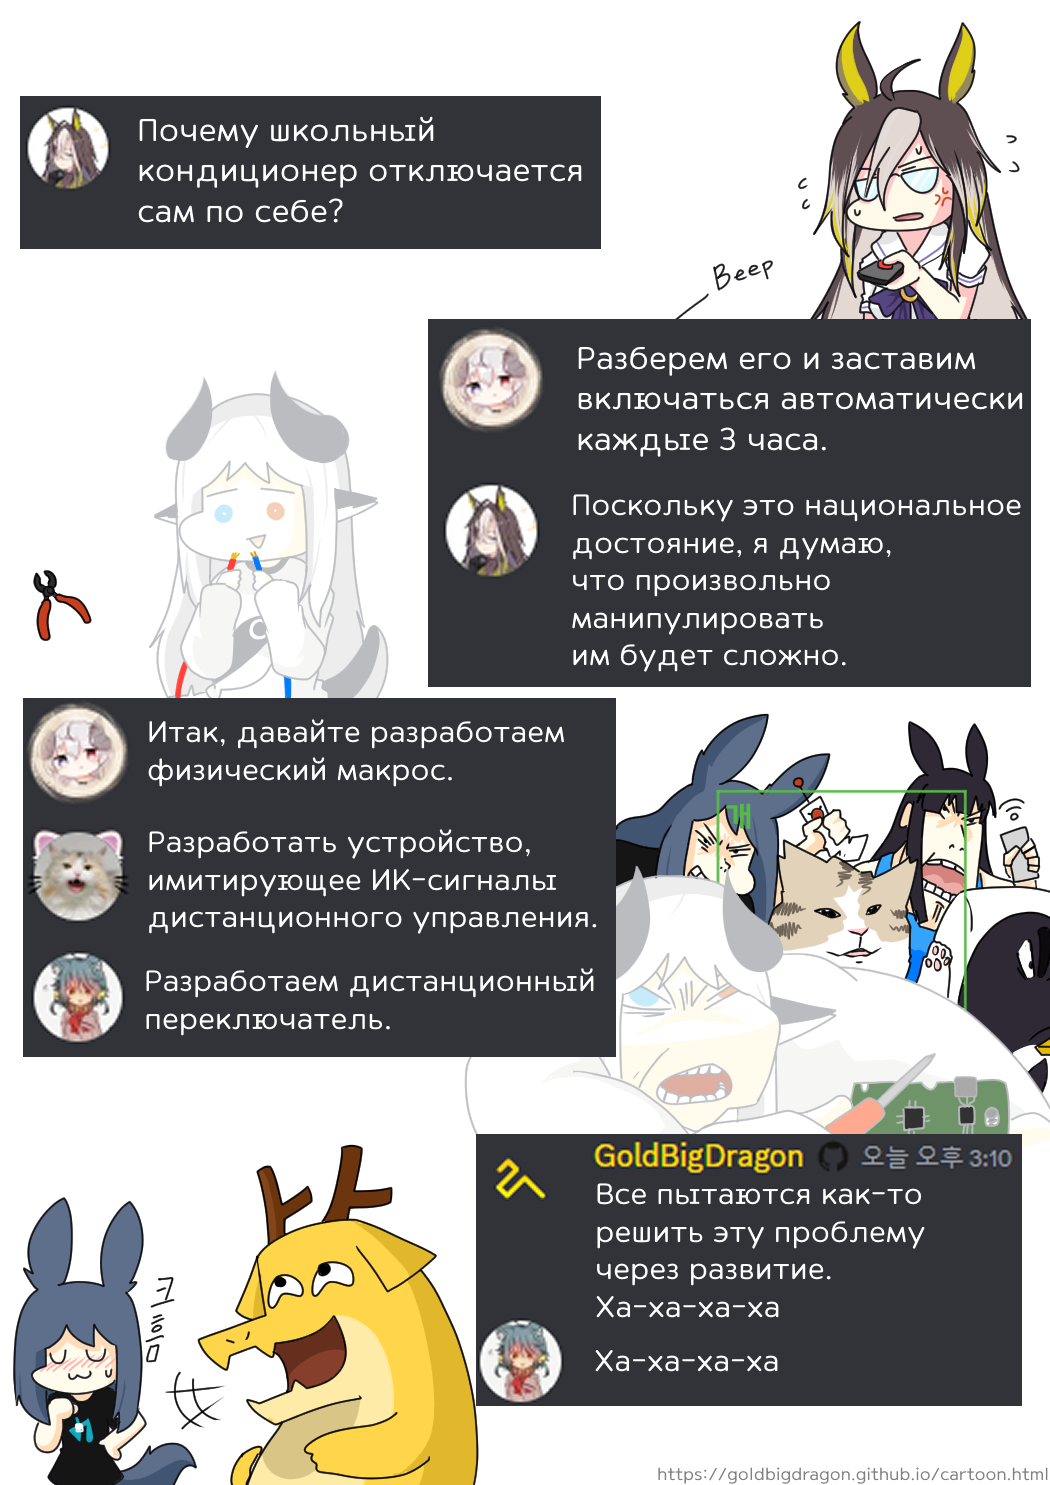 Почему школьный
кондиционер отключается
сам по себе?
Beep
Разберем его и заставим
включаться автоматически
каждые 3 часа.
Поскольку это национальное
достояние, я думаю,
что произвольно
манипулировать
им будет сложно.
Итак, давайте разработаем
физический макрос.
Разработать устройство,
имитирующее ИК-сигналы
дистанционного управления.
Разработаем дистанционный
переключатель.
개
GoldBigDragon 오늘 오후 3:10
Все пытаются как-то
решить эту проблему
через развитие.
Ха-ха-ха-ха
Ха-ха-ха-ха
크흠
https://goldbigdragon.github.io/cartoon.html